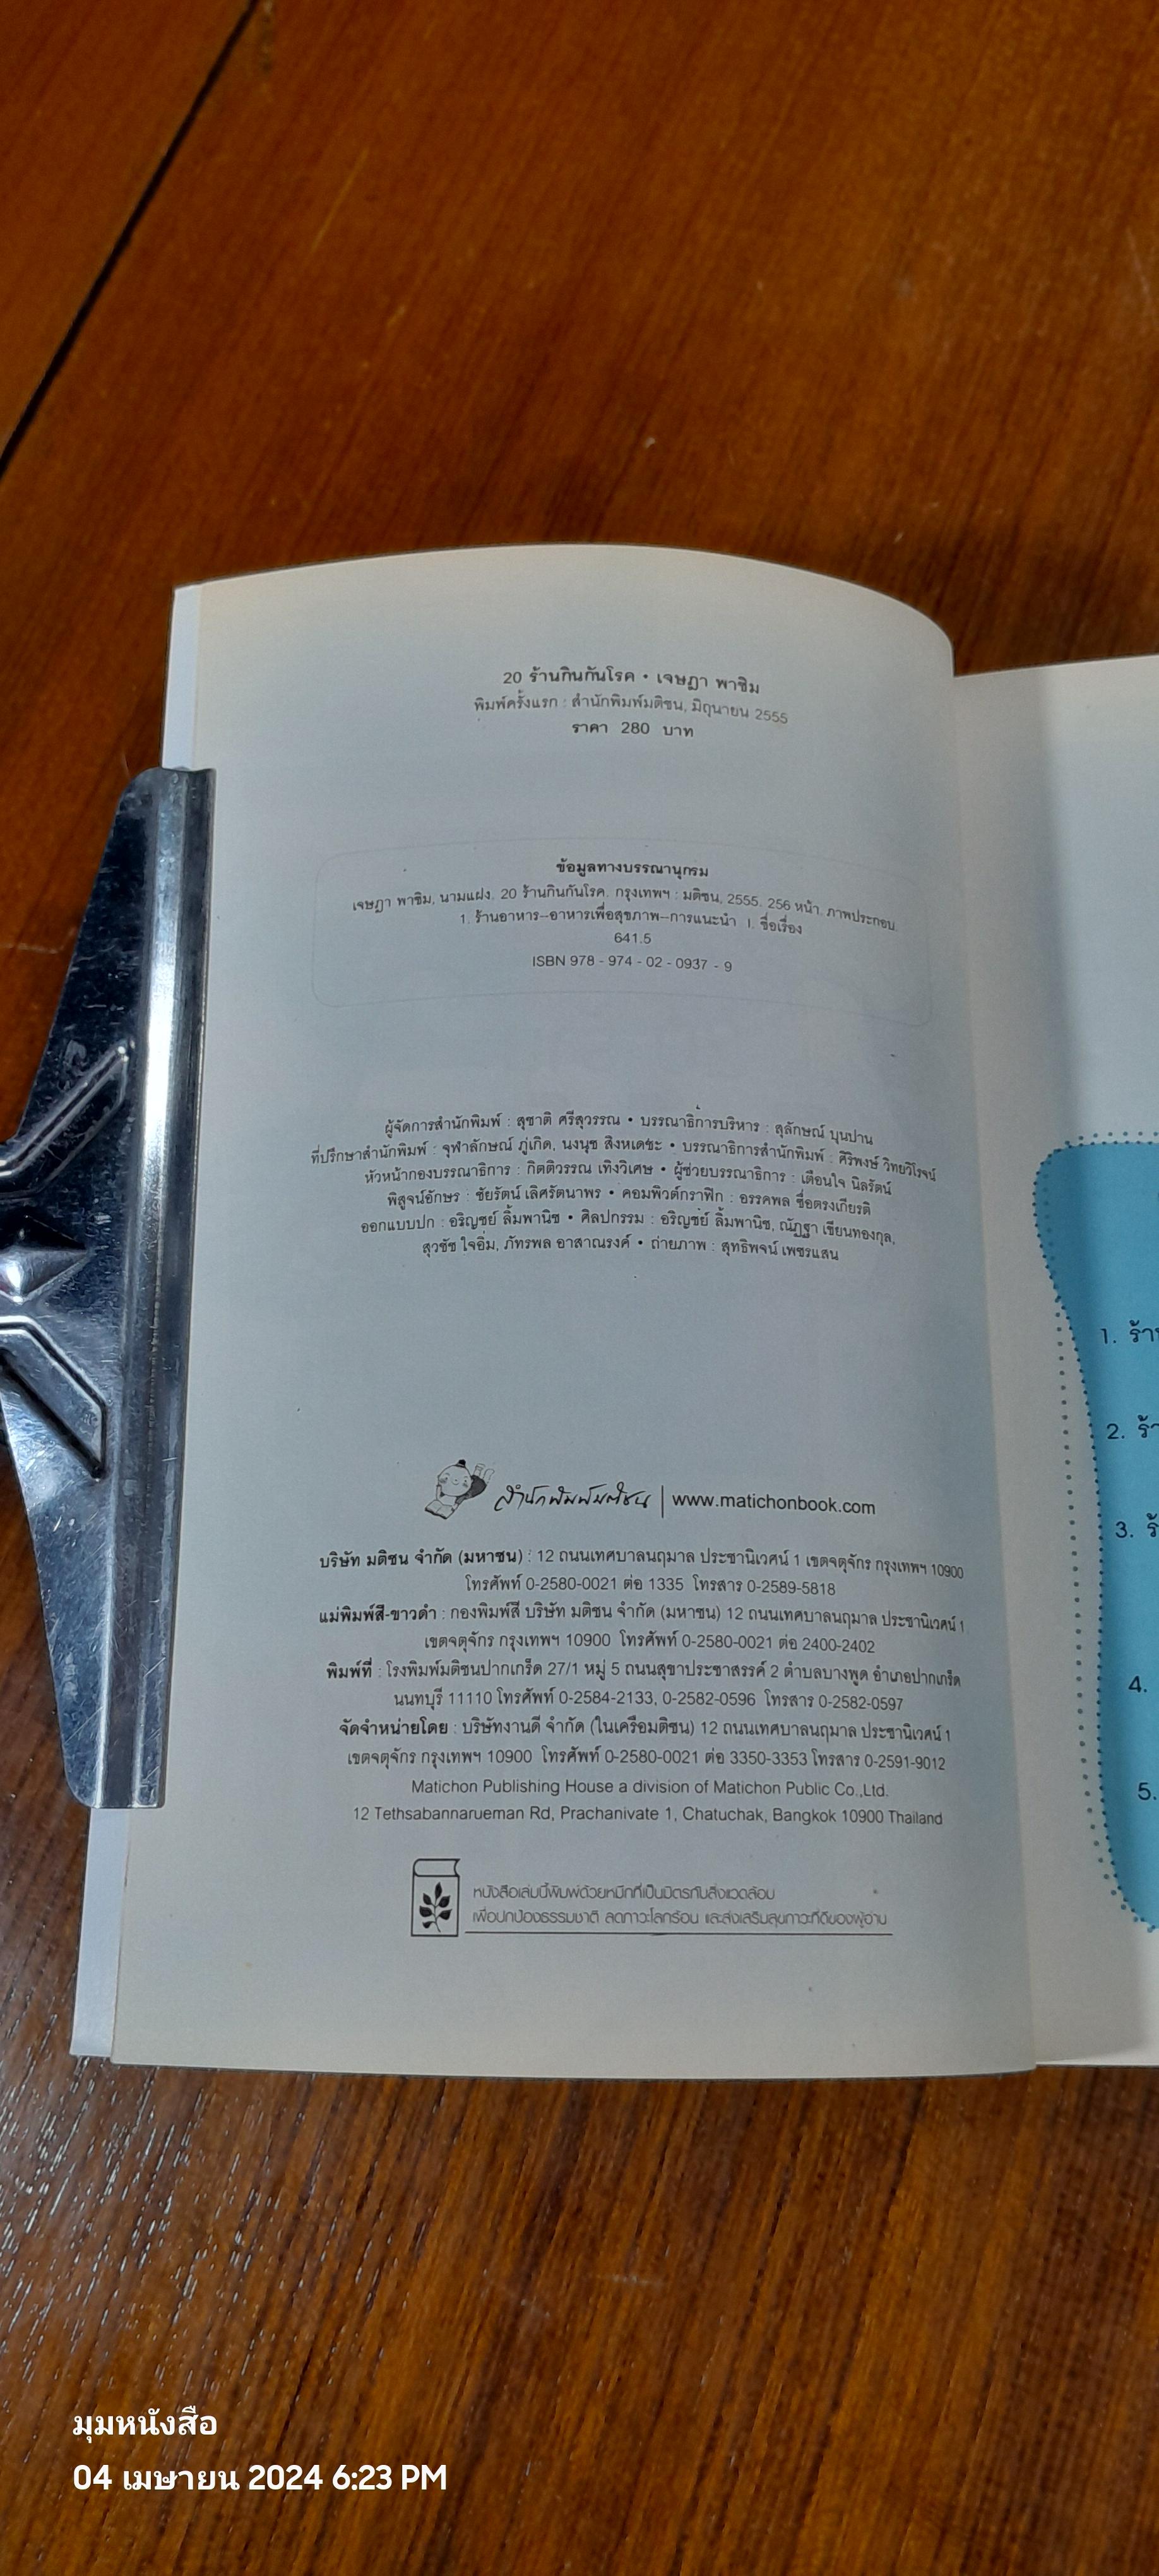 20 ร้านกินกันโรค • เจษฎา พาชิม
พิมพ์ครั้งแรก : สำนักพิมพ์มติชน, มิถุนายน 2555
ราคา 280 บาท
ข้อมูลทางบรรณานุกรม
เจษฎา พาชิม, นามแฝง. 20 ร้านกินกันโรค. กรุงเทพฯ : มติชน, 2555. 256 หน้า. ภาพประกอบ.
1. ร้านอาหาร--อาหารเพื่อสุขภาพ--การแนะนำ I. ชื่อเรื่อง
641.5
ISBN 978 - 974 - 02 - 0937 - 9
ผู้จัดการสำนักพิมพ์ : สุชาติ ศรีสุวรรณ • บรรณาธิการบริหาร : สุลักษณ์ บุนปาน
ที่ปรึกษาสำนักพิมพ์ : จุฬาลักษณ์ ภู่เกิด, นงนุช สิงหเดชะ • บรรณาธิการสำนักพิมพ์ : ศิริพงษ์ วิทยวิโรจน์
หัวหน้ากองบรรณาธิการ : กิตติวรรณ เทิงวิเศษ • ผู้ช่วยบรรณาธิการ : เตือนใจ นิลรัตน์
พิสูจน์อักษร : ชัยรัตน์ เลิศรัตนาพร • คอมพิวต์กราฟิก : อรรคพล ซื่อตรงเกียรติ
ออกแบบปก : อริญชย์ ลิ้มพานิช • ศิลปกรรม : อริญชย์ ลิ้มพานิช, ณัฏฐา เขียนทองกุล,
สุวชัช ใจอิ่ม, ภัทรพล อาสาณรงค์ • ถ่ายภาพ : สุทธิพจน์ เพชรแสน
สำนักพิมพ์มติชน | www.matichonbook.com
บริษัท มติชน จำกัด (มหาชน) : 12 ถนนเทศบาลนฤมาล ประชานิเวศน์ 1 เขตจตุจักร กรุงเทพฯ 10900
โทรศัพท์ 0-2580-0021 ต่อ 1335 โทรสาร 0-2589-5818
แม่พิมพ์สี-ขาวดำ : กองพิมพ์สี บริษัท มติชน จำกัด (มหาชน) 12 ถนนเทศบาลนฤมาล ประชานิเวศน์ 1
เขตจตุจักร กรุงเทพฯ 10900 โทรศัพท์ 0-2580-0021 ต่อ 2400-2402
พิมพ์ที่ : โรงพิมพ์มติชนปากเกร็ด 27/1 หมู่ 5 ถนนสุขาประชาสรรค์ 2 ตำบลบางพูด อำเภอปากเกร็ด
นนทบุรี 11110 โทรศัพท์ 0-2584-2133, 0-2582-0596 โทรสาร 0-2582-0597
จัดจำหน่ายโดย : บริษัทงานดี จำกัด (ในเครือมติชน) 12 ถนนเทศบาลนฤมาล ประชานิเวศน์ 1
เขตจตุจักร กรุงเทพฯ 10900 โทรศัพท์ 0-2580-0021 ต่อ 3350-3353 โทรสาร 0-2591-9012
Matichon Publishing House a division of Matichon Public Co.,Ltd.
12 Tethsabannarueman Rd, Prachanivate 1, Chatuchak, Bangkok 10900 Thailand
หนังสือเล่มนี้พิมพ์ด้วยหมึกที่เป็นมิตรกับสิ่งแวดล้อม
เพื่อปกป้องธรรมชาติ ลดภาวะโลกร้อน และส่งเสริมสุขภาวะที่ดีของผู้อ่าน
1.
2.
3.
4.
5.
มุมหนังสือ
04 เมษายน 2024 6:23 PM